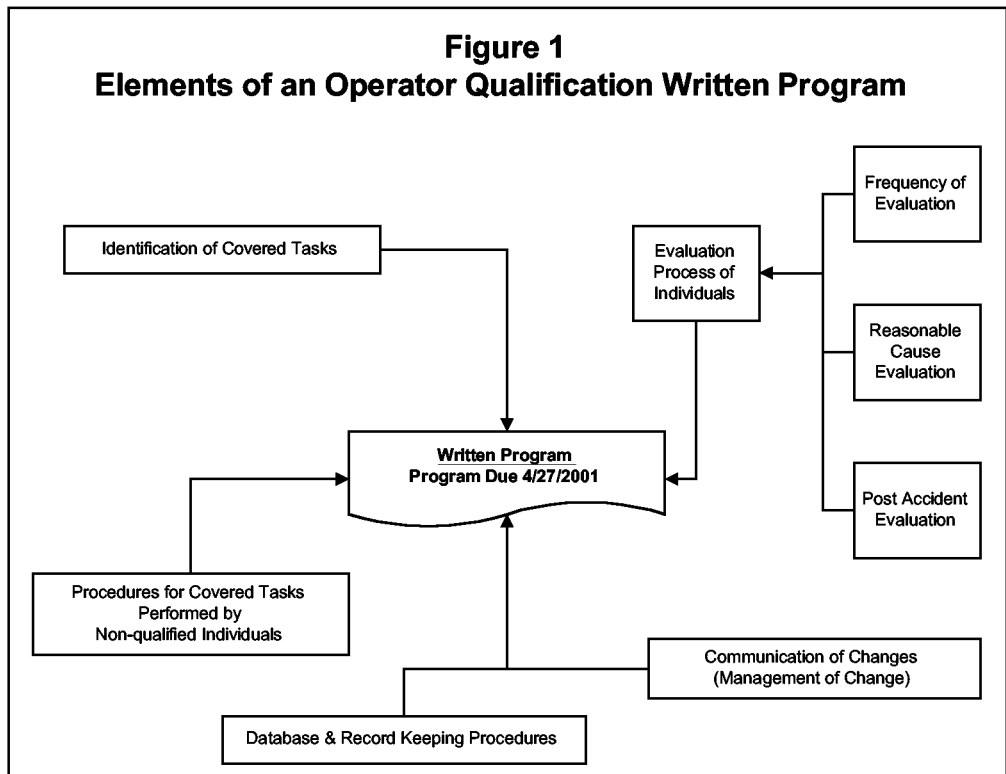 Figure 1
Elements of an Operator Qualification Written Program
Frequency of
Evaluation
Identification of Covered Tasks
Evaluation
Process of
Individuals
Reasonable
Cause
Evaluation
Written Program
Program Due 4/27/2001
Post Accident
Evaluation
Procedures for Covered Tasks
Performed by
Non-qualified Individuals
Communication of Changes
(Management of Change)
Database & Record Keeping Procedures